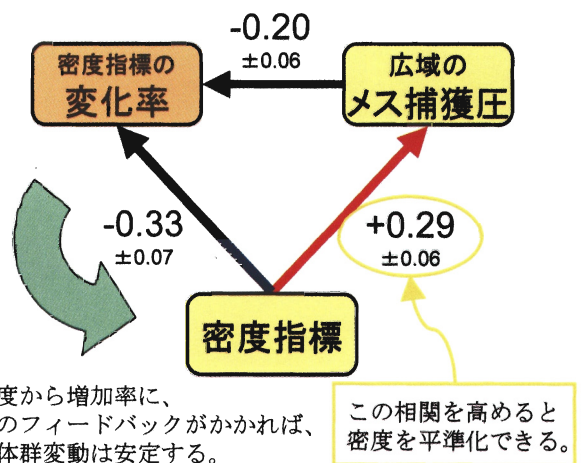 -0.20
±0.06
密度指標の
変化率
広域の
メス捕獲圧
-0.33
±0.07
+0.29
±0.06
密度指標
度から増加率に、
のフィードバックがかかれば、
体群変動は安定する。
この相関を高めると
密度を平準化できる。